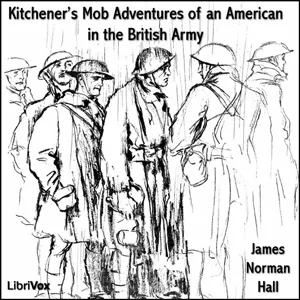 Kitchener's Mob Adventures of an American
in the British Army
James
Norman
Hall
LibriVox